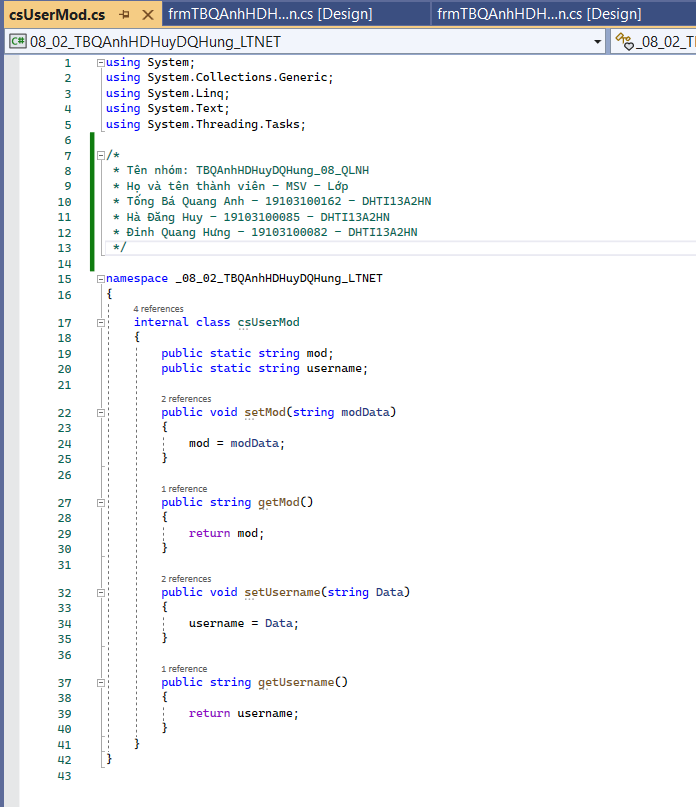 csUserMod.cs
frmTBQAnhHDH...n.cs [Design]
frmTBQAnhHDH...n.cs [Design]
C# 08_02_TBQAnhHDHuyDQHung_LTNET
_08_02_T
1 using System;
2 using System.Collections.Generic;
3 using System.Linq;
4 using System.Text;
5 using System.Threading.Tasks;
6
7 /*
8 * Tên nhóm: TBQAnhHDHuyDQHung_08_QLNH
9 * Họ và tên thành viên - MSV - Lớp
10 * Tống Bá Quang Anh - 19103100162 - DHTI13A2HN
11 * Hà Đăng Huy - 19103100085 - DHTI13A2HN
12 * Đinh Quang Hưng - 19103100082 - DHTI13A2HN
13 */
14
15 namespace _08_02_TBQAnhHDHuyDQHung_LTNET
16 {
4 references
17 internal class csUserMod
18 {
19 public static string mod;
20 public static string username;
21
2 references
22 public void setMod(string modData)
23 {
24 mod = modData;
25 }
26
1 reference
27 public string getMod()
28 {
29 return mod;
30 }
31
2 references
32 public void setUsername(string Data)
33 {
34 username = Data;
35 }
36
1 reference
37 public string getUsername()
38 {
39 return username;
40 }
41 }
42 }
43